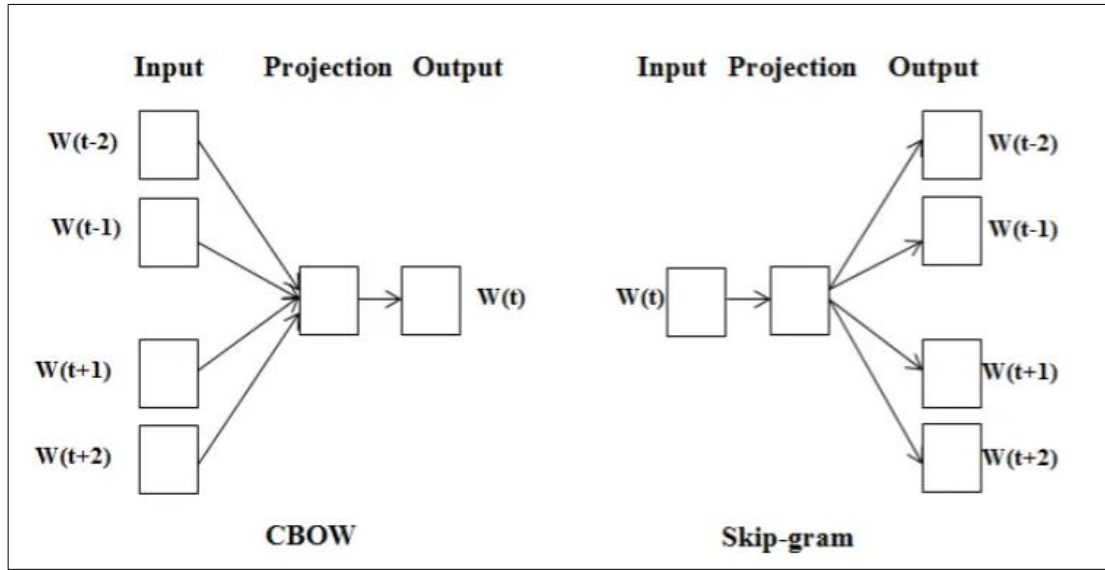 Input Projection Output
W(t-2)
W(t-1)
W(t)
W(t+1)
W(t+2)
CBOW
Input Projection Output
W(t-2)
W(t-1)
W(t)
W(t+1)
W(t+2)
Skip-gram